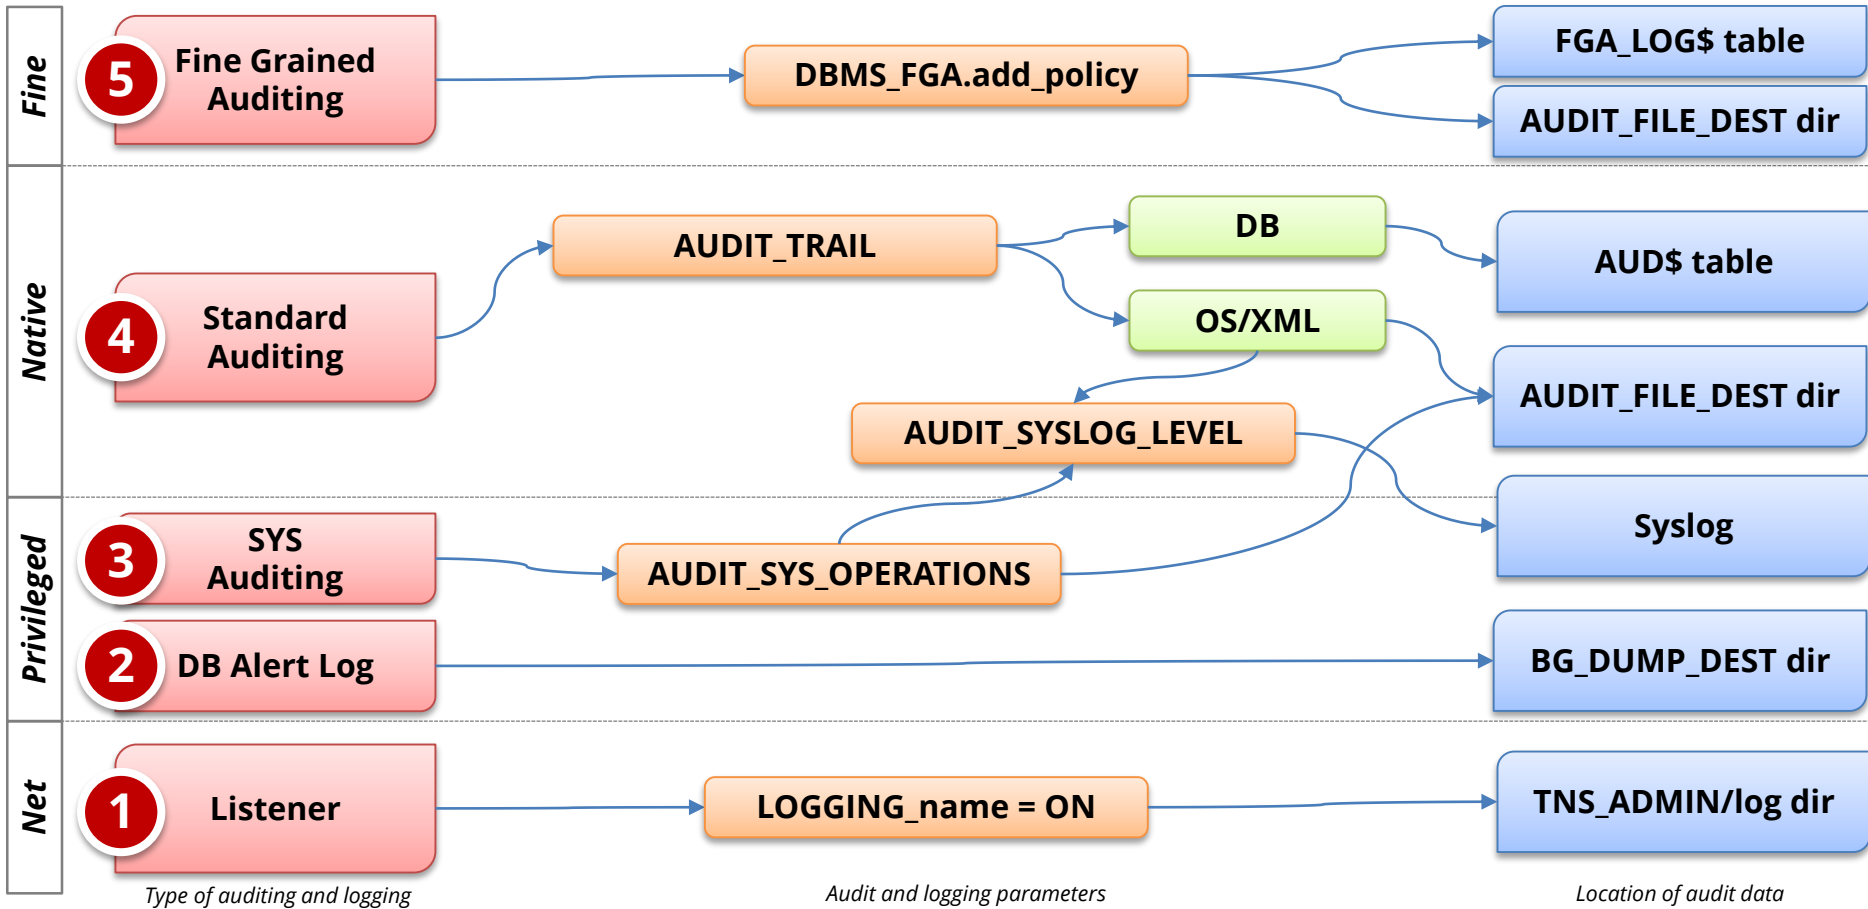 Fine
5
Fine Grained
Auditing
DBMS_FGA.add_policy
FGA_LOG$ table
AUDIT_FILE_DEST dir
Native
4
Standard
Auditing
AUDIT_TRAIL
DB
OS/XML
AUDIT_SYSLOG_LEVEL
AUD$ table
AUDIT_FILE_DEST dir
Syslog
Privileged
3
SYS
Auditing
AUDIT_SYS_OPERATIONS
2
DB Alert Log
BG_DUMP_DEST dir
Net
1
Listener
LOGGING_name = ON
TNS_ADMIN/log dir
Type of auditing and logging
Audit and logging parameters
Location of audit data